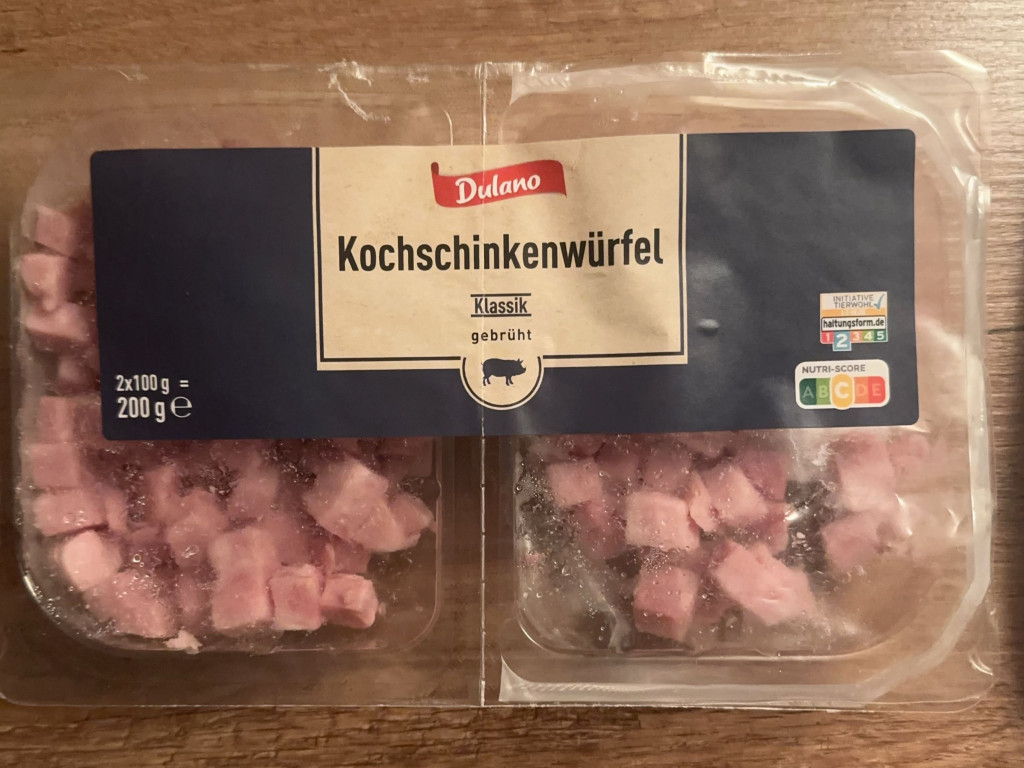 Dulano
Kochschinkenwürfel
Klassik
gebrüht
2x100 g =
200 g ℮
INITIATIVE
TIERWOHL
haltungsform.de
1 2 3 4 5
NUTRI-SCORE
A B C D E